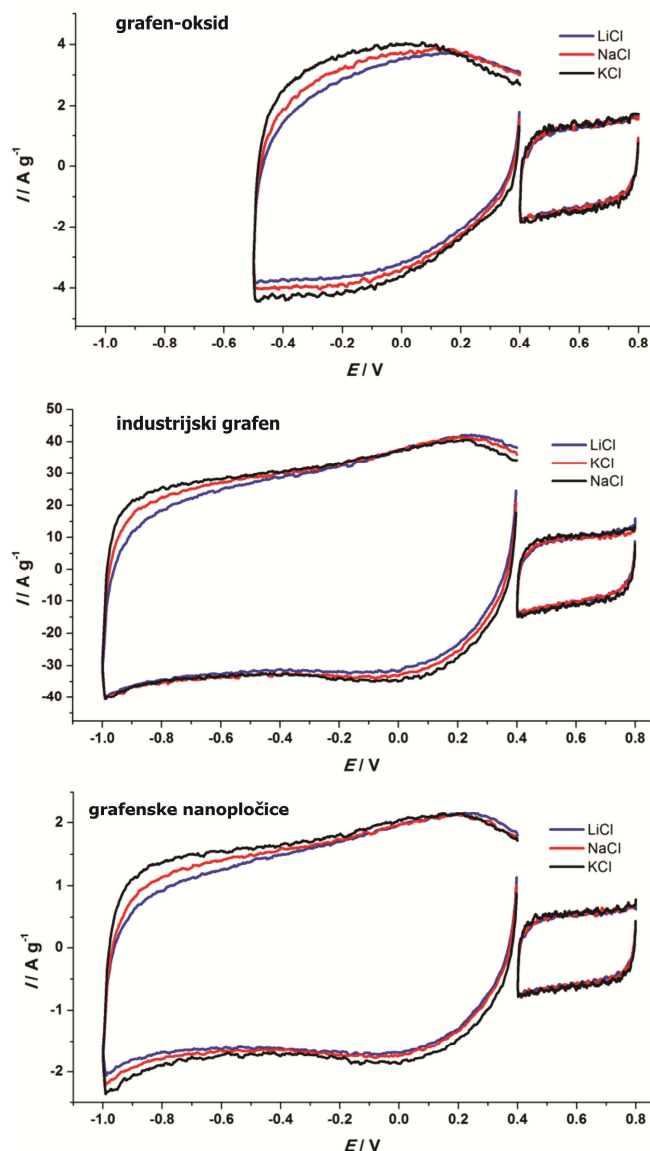 grafen-oksid
LiCl
NaCl
KCl
4
2
0
-2
-4
I / A g⁻¹
-1.0 -0.8 -0.6 -0.4 -0.2 0.0 0.2 0.4 0.6 0.8
E / V
industrijski grafen
LiCl
KCl
NaCl
50
40
30
20
10
0
-10
-20
-30
-40
I / A g⁻¹
-1.0 -0.8 -0.6 -0.4 -0.2 0.0 0.2 0.4 0.6 0.8
E / V
grafenske nanopločice
LiCl
NaCl
KCl
2
1
0
-1
-2
I / A g⁻¹
-1.0 -0.8 -0.6 -0.4 -0.2 0.0 0.2 0.4 0.6 0.8
E / V